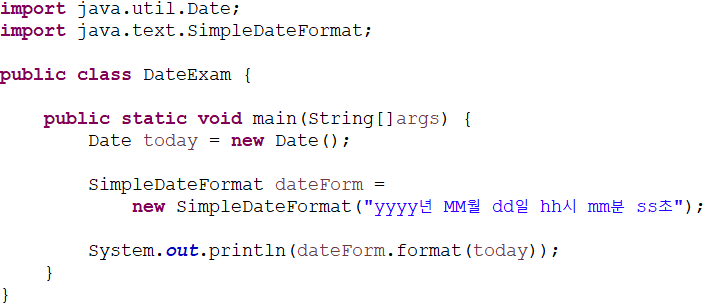 import java.util.Date;
import java.text.SimpleDateFormat;

public class DateExam {

    public static void main(String[]args) {
        Date today = new Date();

        SimpleDateFormat dateForm =
            new SimpleDateFormat("yyyy년 MM월 dd일 hh시 mm분 ss초");

        System.out.println(dateForm.format(today));
    }
}